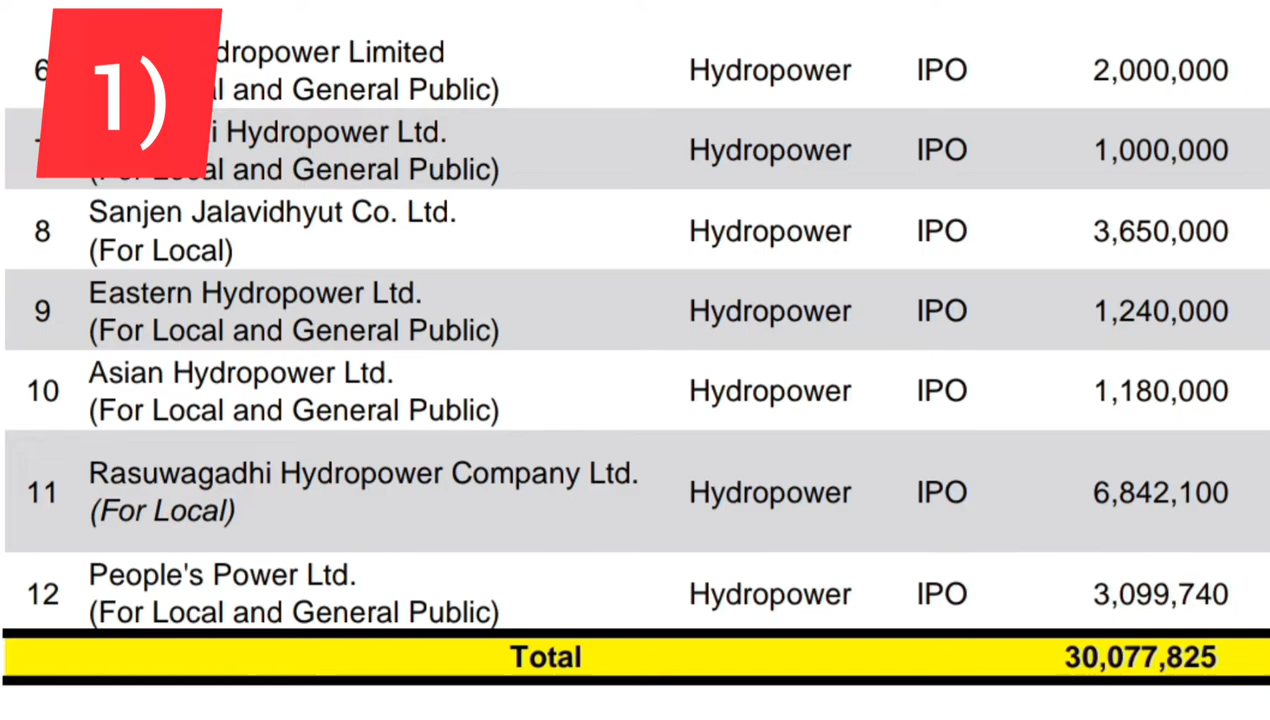 1)
6 dropower Limited Hydropower IPO 2,000,000
and General Public)
Hydropower Ltd. Hydropower IPO 1,000,000
and General Public)
Sanjen Jalavidhyut Co. Ltd.
8 Hydropower IPO 3,650,000
(For Local)
Eastern Hydropower Ltd.
9 Hydropower IPO 1,240,000
(For Local and General Public)
Asian Hydropower Ltd.
10 Hydropower IPO 1,180,000
(For Local and General Public)
Rasuwagadhi Hydropower Company Ltd.
11 Hydropower IPO 6,842,100
(For Local)
People's Power Ltd.
12 Hydropower IPO 3,099,740
(For Local and General Public)
Total 30,077,825